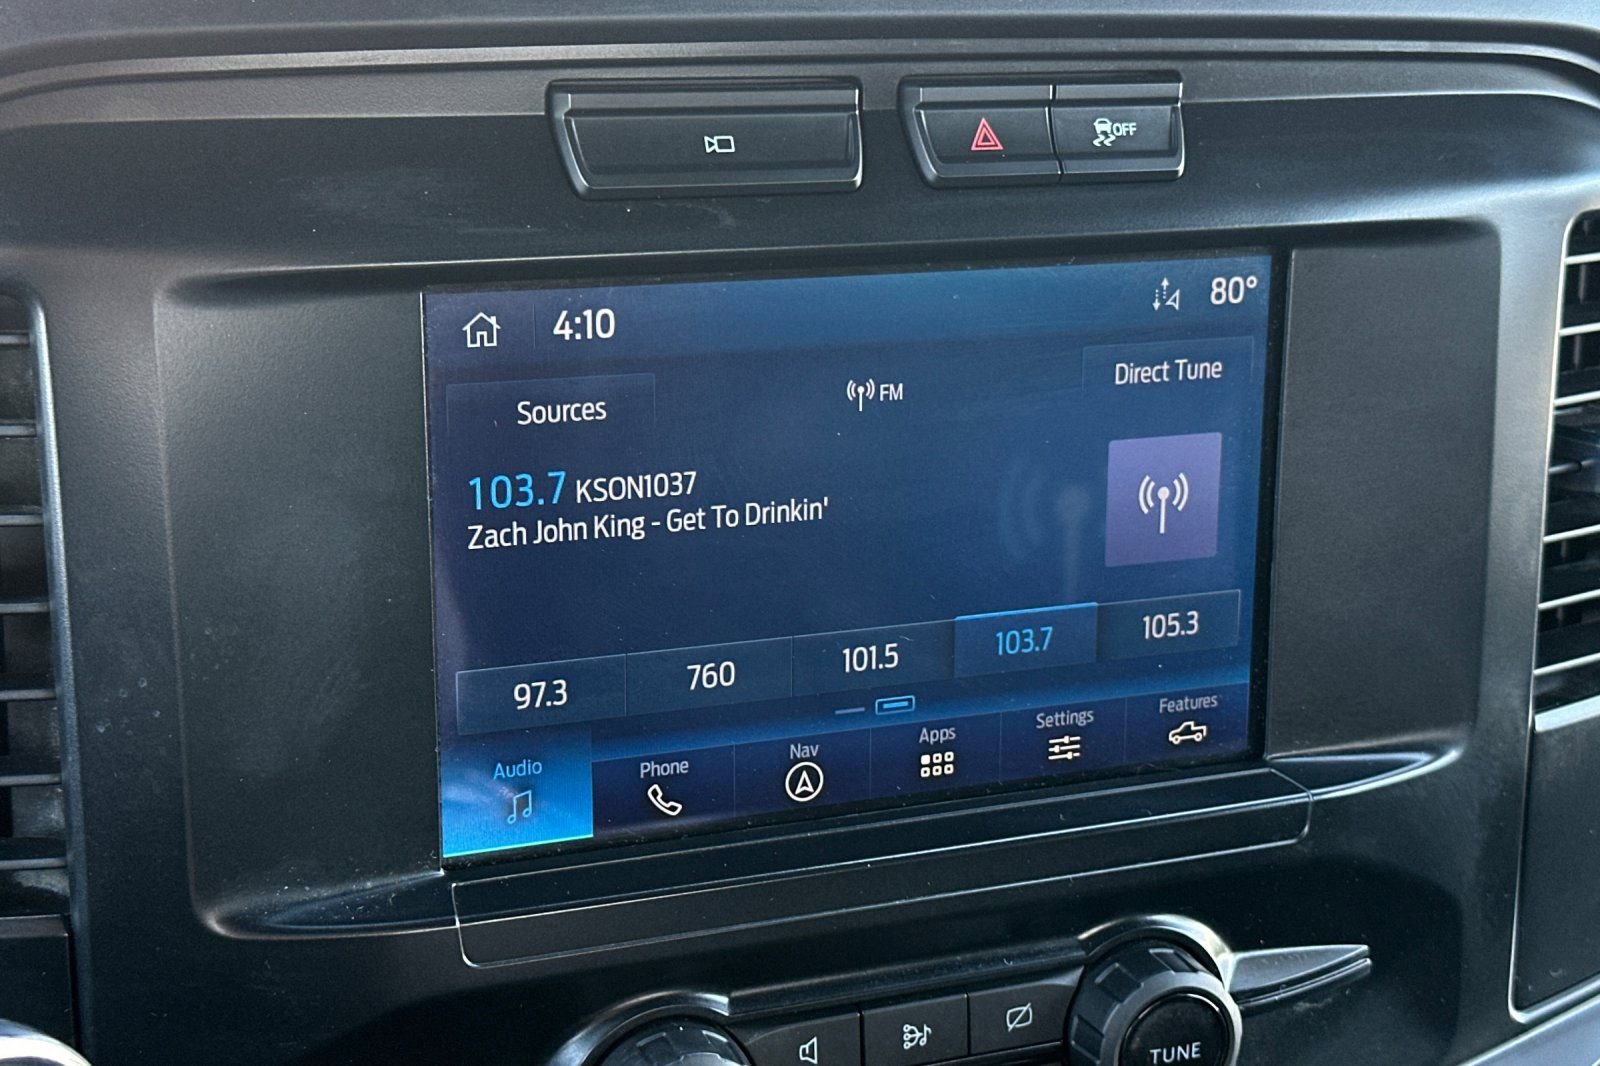 OFF
4:10
80°
Sources
FM
Direct Tune
103.7 KSON1037
Zach John King - Get To Drinkin'
97.3
760
101.5
103.7
105.3
Audio
Phone
Nav
Apps
Settings
Features
TUNE